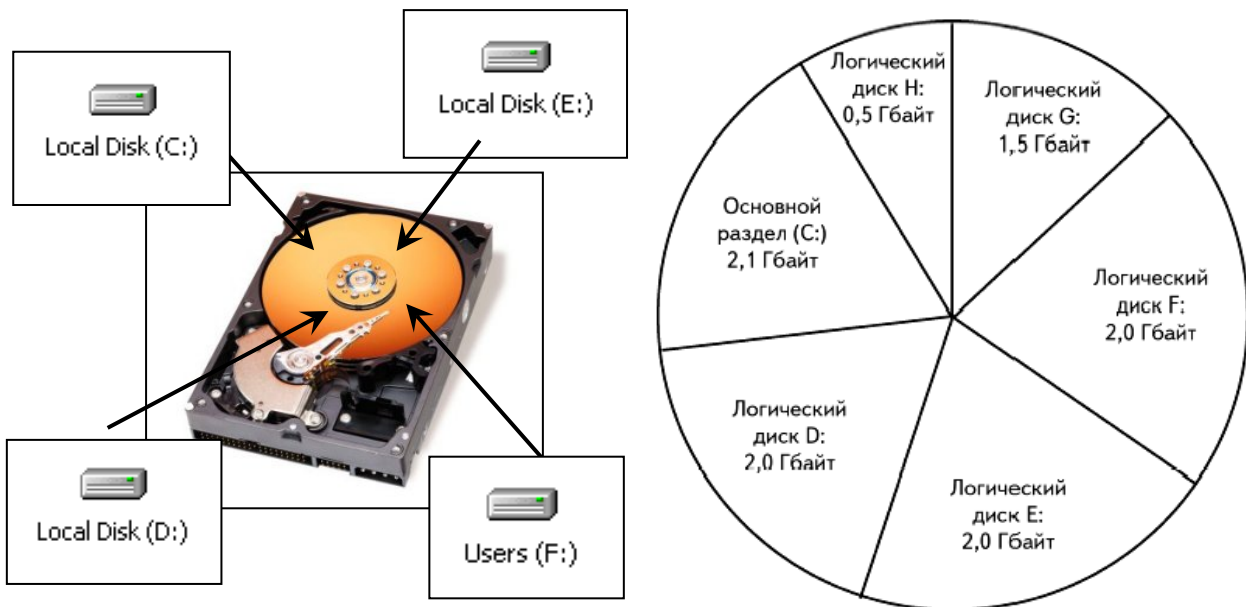 Local Disk (C:)
Local Disk (E:)
Local Disk (D:)
Users (F:)
Логический
диск H:
0,5 Гбайт
Логический
диск G:
1,5 Гбайт
Основной
раздел (C:)
2,1 Гбайт
Логический
диск F:
2,0 Гбайт
Логический
диск D:
2,0 Гбайт
Логический
диск E:
2,0 Гбайт